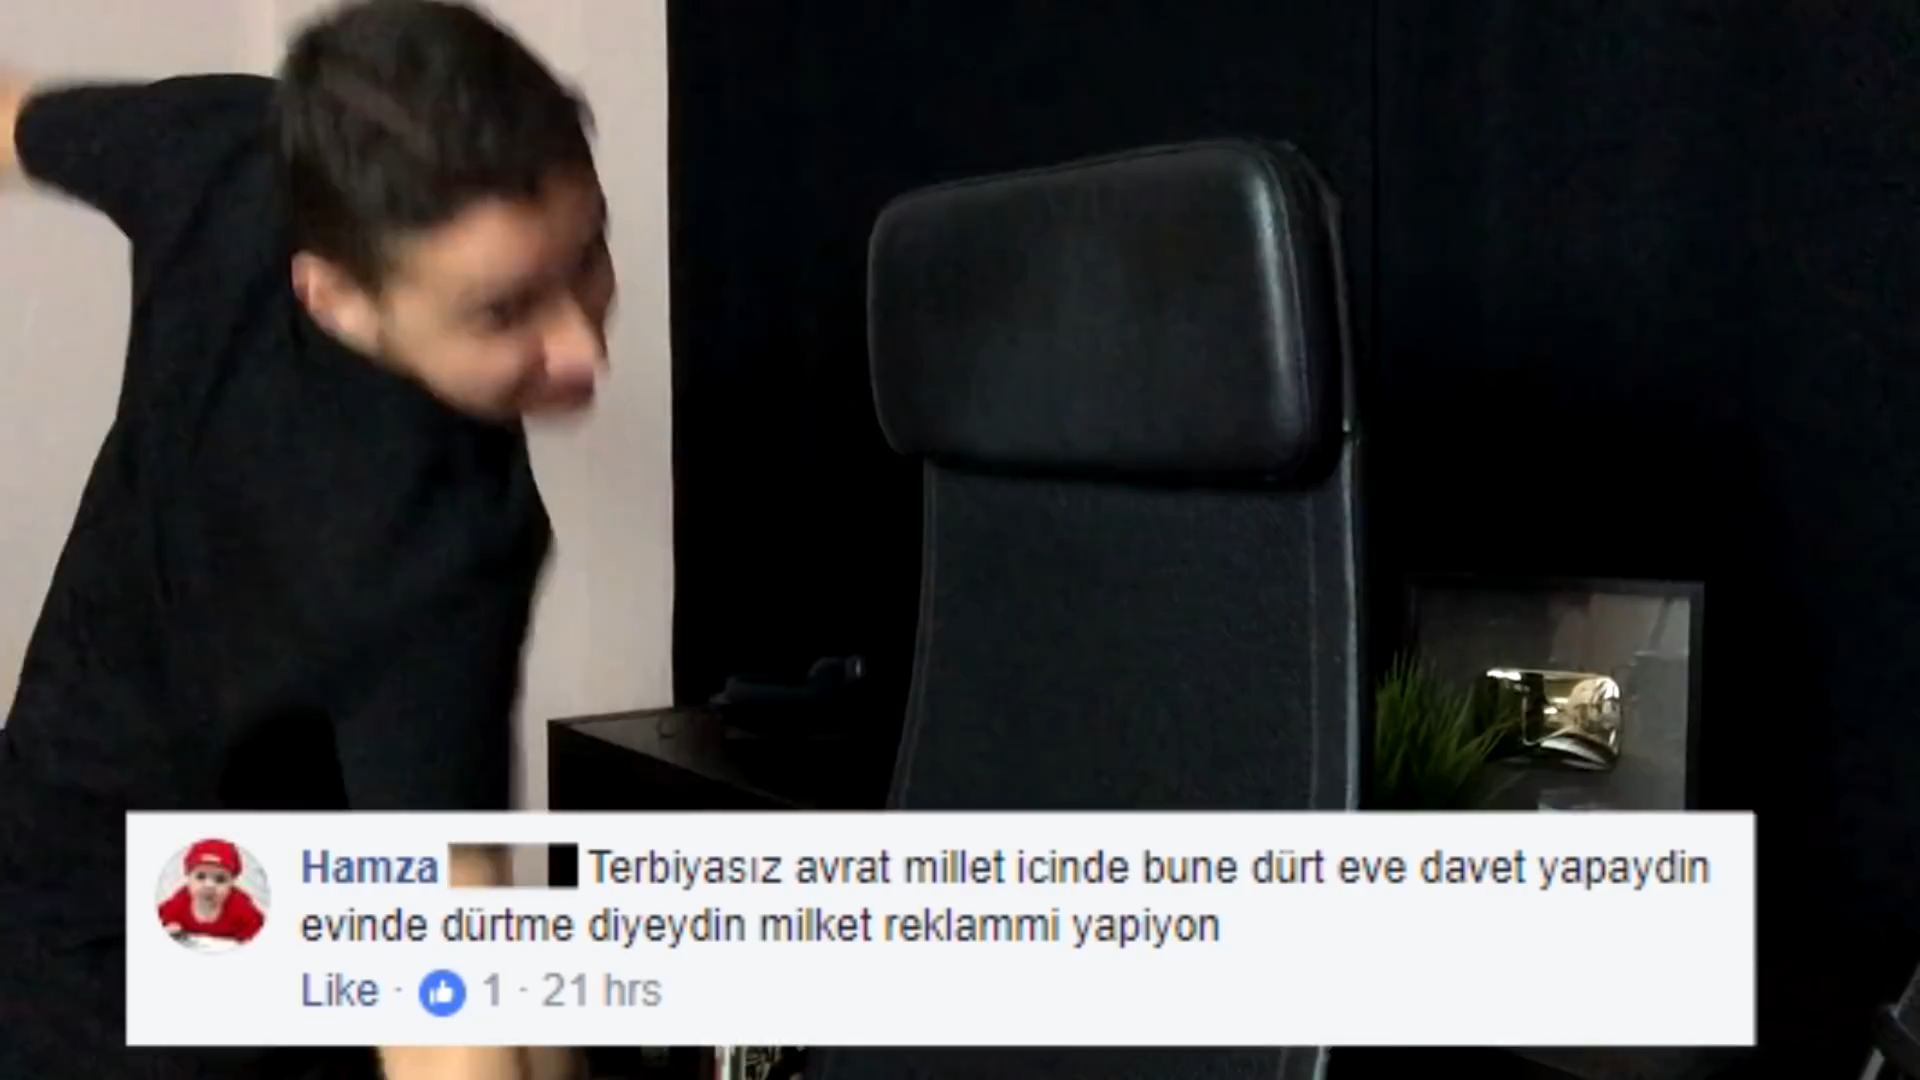 Hamza Terbiyasız avrat millet icinde bune dürt eve davet yapaydin
evinde dürtme diyeydin milket reklammi yapiyon
Like · 1 · 21 hrs